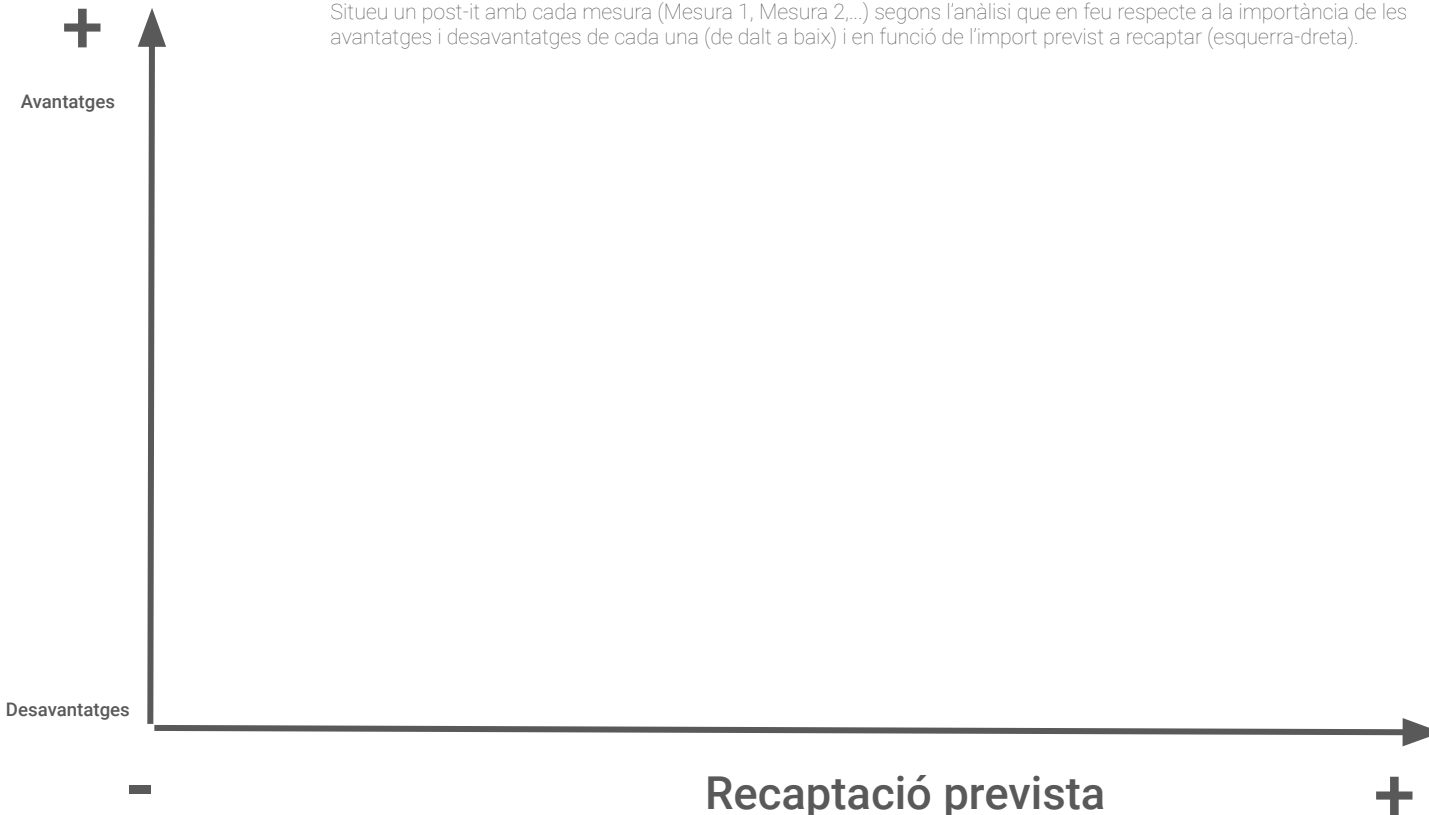 Situeu un post-it amb cada mesura (Mesura 1, Mesura 2,...) segons l'anàlisi que en feu respecte a la importància de les
avantatges i desavantatges de cada una (de dalt a baix) i en funció de l'import previst a recaptar (esquerra-dreta).
+
Avantatges
Desavantatges
-
Recaptació prevista
+